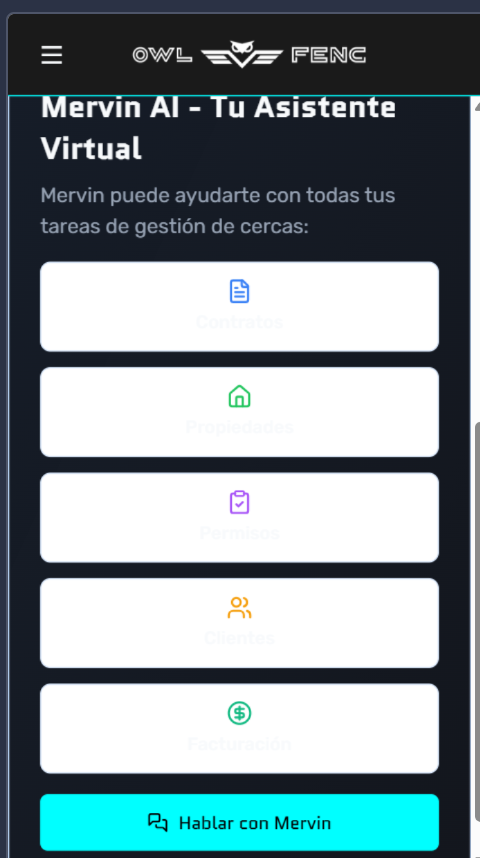 OWL FENC
Mervin AI - Tu Asistente
Virtual
Mervin puede ayudarte con todas tus
tareas de gestión de cercas:
Contratos
Propiedades
Permisos
Clientes
Facturación
Hablar con Mervin